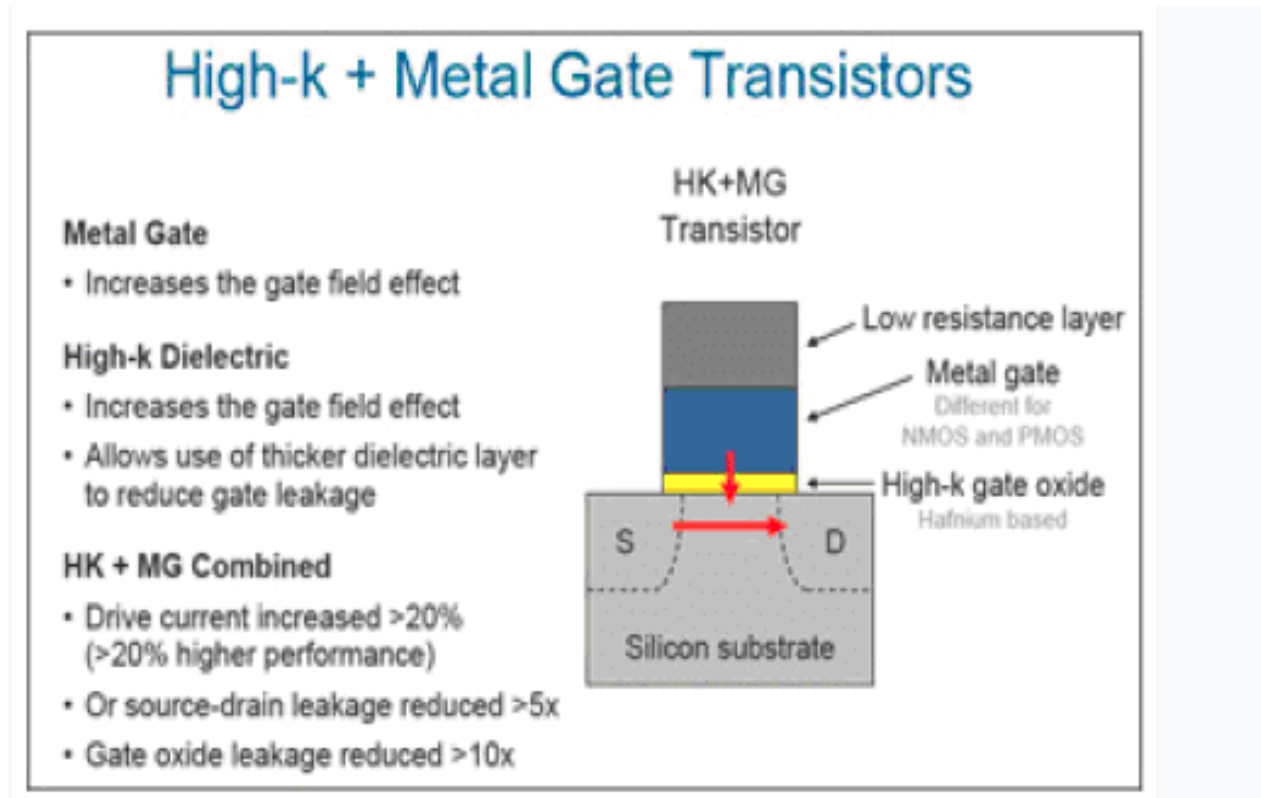 High-k + Metal Gate Transistors
Metal Gate
• Increases the gate field effect
High-k Dielectric
• Increases the gate field effect
• Allows use of thicker dielectric layer
to reduce gate leakage
HK + MG Combined
• Drive current increased >20%
(>20% higher performance)
• Or source-drain leakage reduced >5x
• Gate oxide leakage reduced >10x
HK+MG
Transistor
Low resistance layer
Metal gate
Different for
NMOS and PMOS
High-k gate oxide
Hafnium based
S
D
Silicon substrate